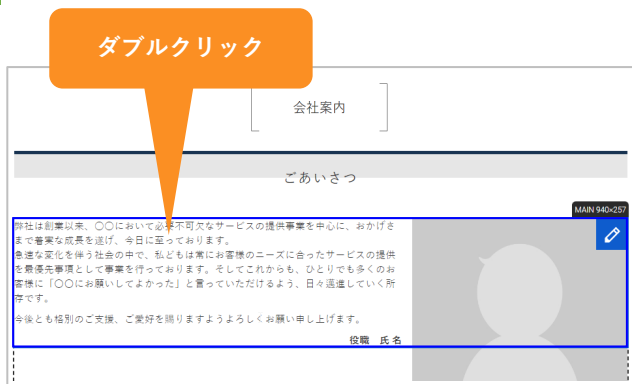 ダブルクリック
会社案内
ごあいさつ
MAIN 940×257
弊社は創業以来、〇〇において必要不可欠なサービスの提供事業を中心に、おかげさ
まで着実な成長を遂げ、今日に至っております。
急速な変化を伴う社会の中で、私どもは常にお客様のニーズに合ったサービスの提供
を最優先事項として事業を行っております。そしてこれからも、ひとりでも多くのお
客様に「〇〇にお願いしてよかった」と言っていただけるよう、日々邁進していく所
存です。
今後とも格別のご支援、ご愛好を賜りますようよろしくお願い申し上げます。
役職 氏名